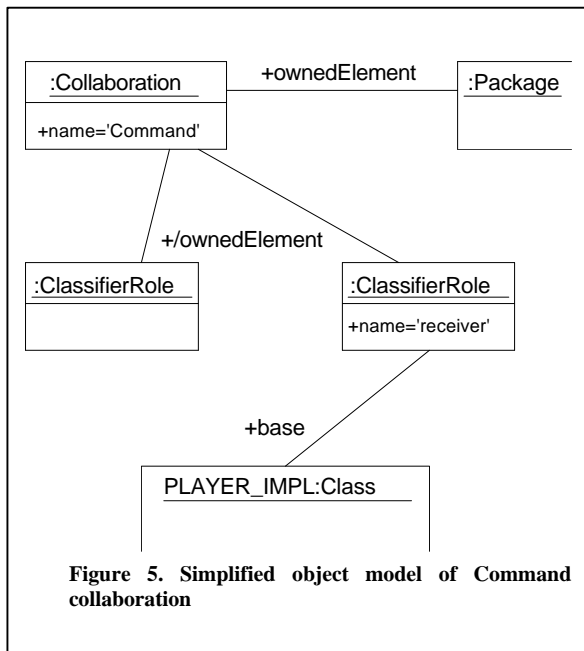 +ownedElement
:Collaboration
:Package
+name='Command'
+/ownedElement
:ClassifierRole
:ClassifierRole
+name='receiver'
+base
PLAYER_IMPL:Class
Figure 5. Simplified object model of Command
collaboration